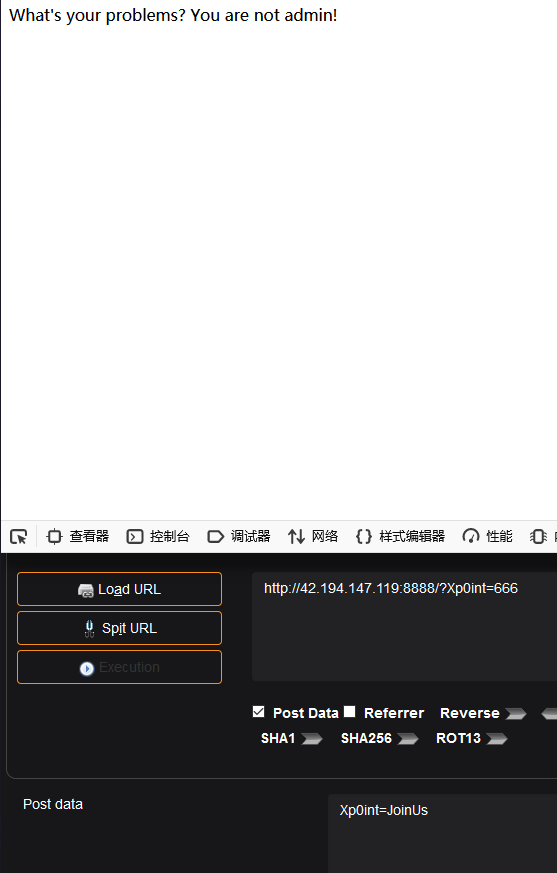 What's your problems? You are not admin!
查看器 控制台 调试器 网络 样式编辑器 性能
Load URL
http://42.194.147.119:8888/?Xp0int=666
Spit URL
Execution
Post Data Referrer Reverse
SHA1 SHA256 ROT13
Post data
Xp0int=JoinUs